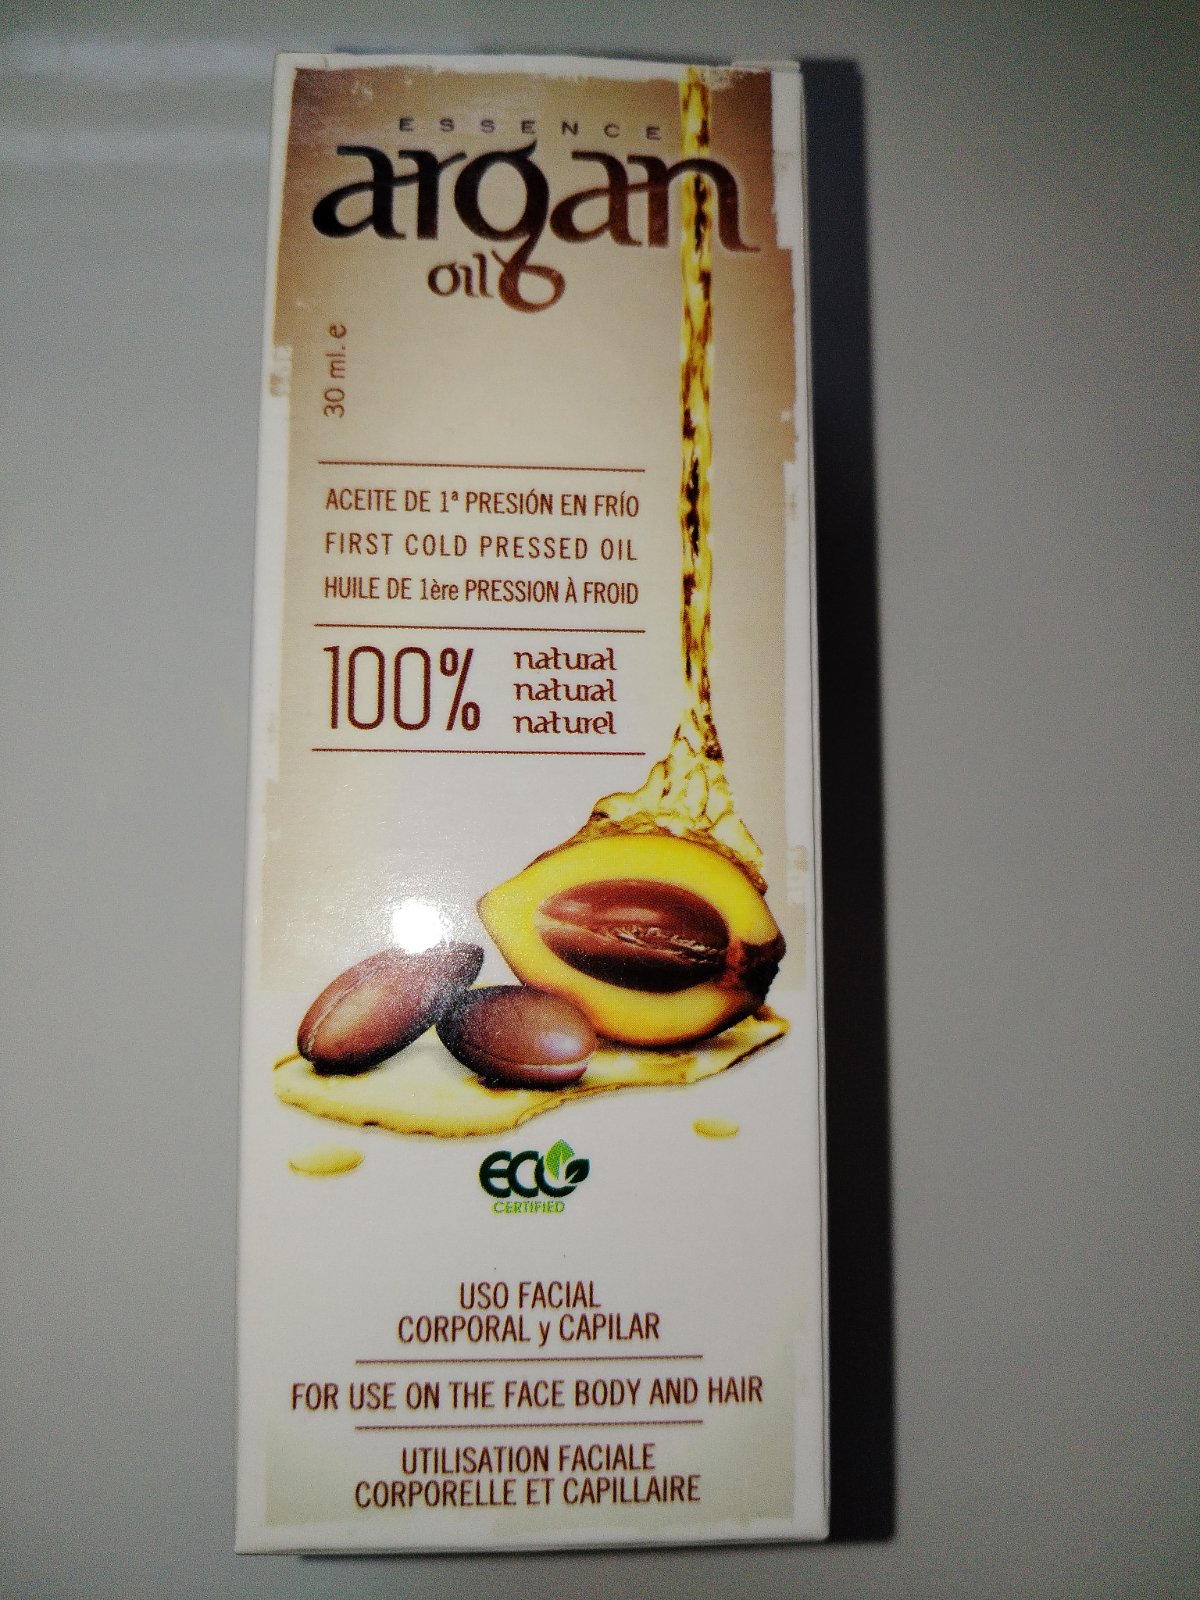 ESSENCE
argan
oil
30 ml. e
ACEITE DE 1ª PRESIÓN EN FRÍO
FIRST COLD PRESSED OIL
HUILE DE 1ère PRESSION À FROID
100%
natural
natural
naturel
ECO
CERTIFIED
USO FACIAL
CORPORAL y CAPILAR
FOR USE ON THE FACE BODY AND HAIR
UTILISATION FACIALE
CORPORELLE ET CAPILLAIRE